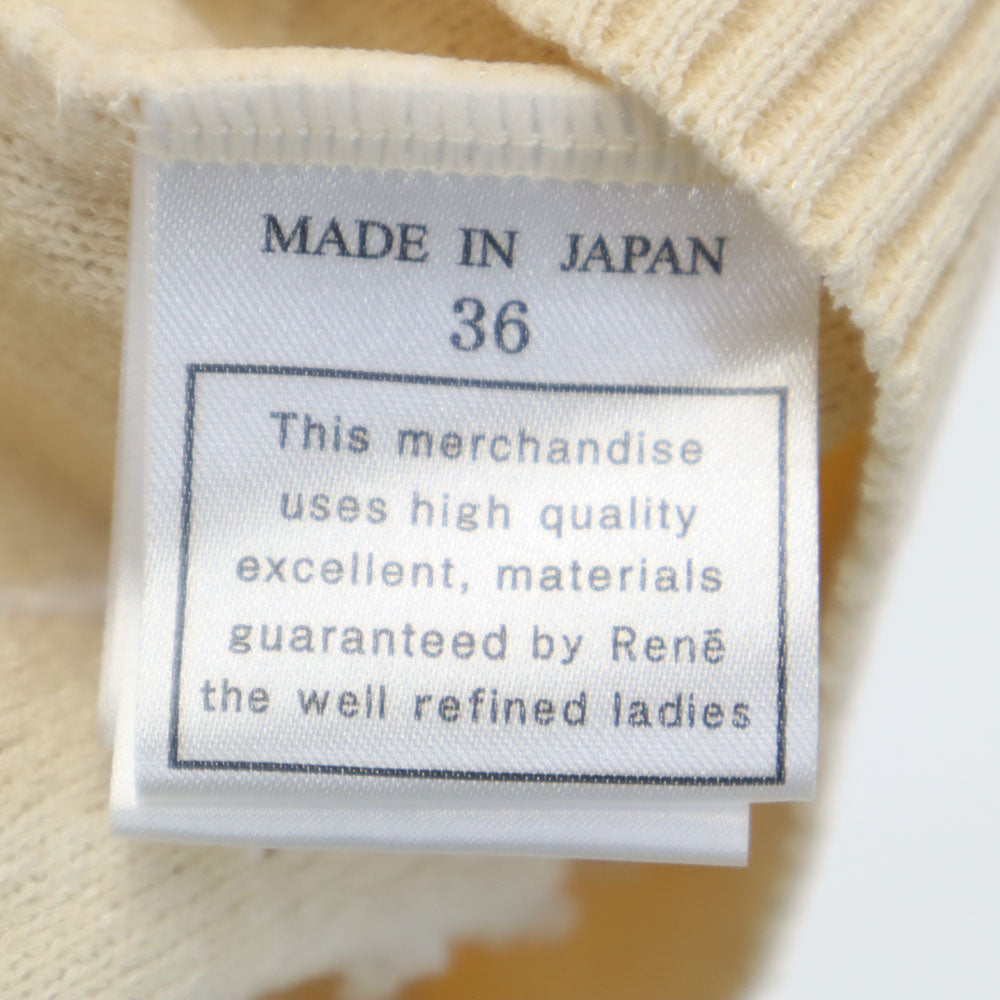 MADE IN JAPAN
36
This merchandise
uses high quality
excellent, materials
guaranteed by Renē
the well refined ladies